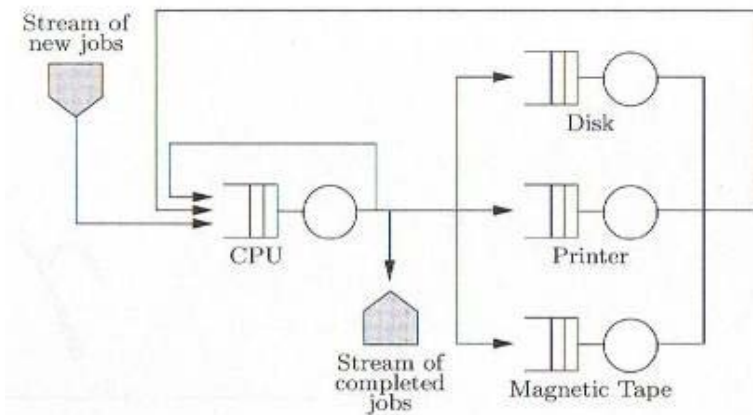 Stream of
new jobs
Disk
CPU
Printer
Stream of
completed
jobs
Magnetic Tape